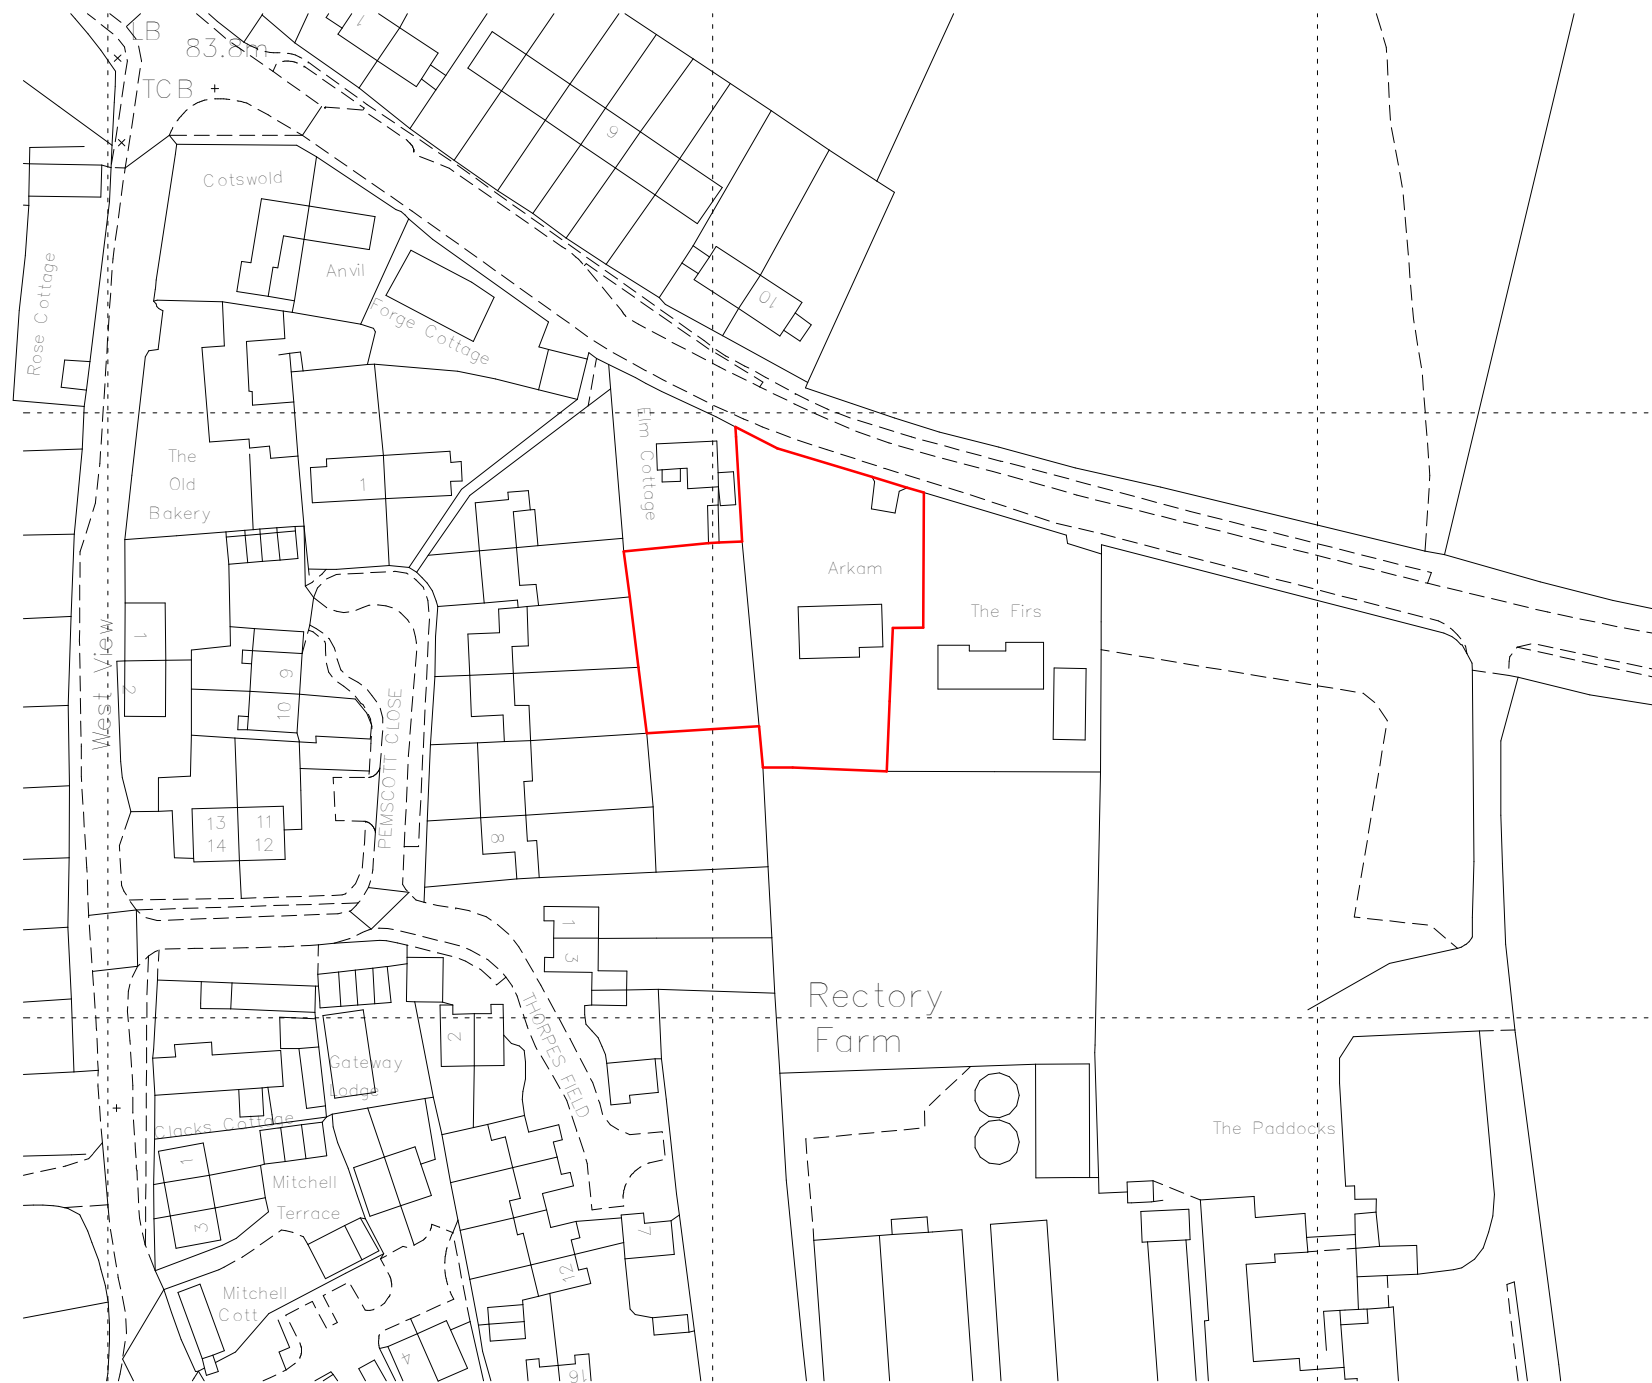 LB
83.8m
TCB
1
9
Cotswold
Rose Cottage
Anvil
10
Forge Cottage
Elm Cottage
The
Old
Bakery
1
Arkam
The Firs
West View
1
2
9
10
PEMSCOTT CLOSE
13
11
14
12
8
1
3
Rectory
Farm
THORPES FIELD
2
Gateway
Lodge
Clacks Cottage
The Paddocks
1
3
Mitchell
Terrace
7
12
Mitchell
Cott
4
16